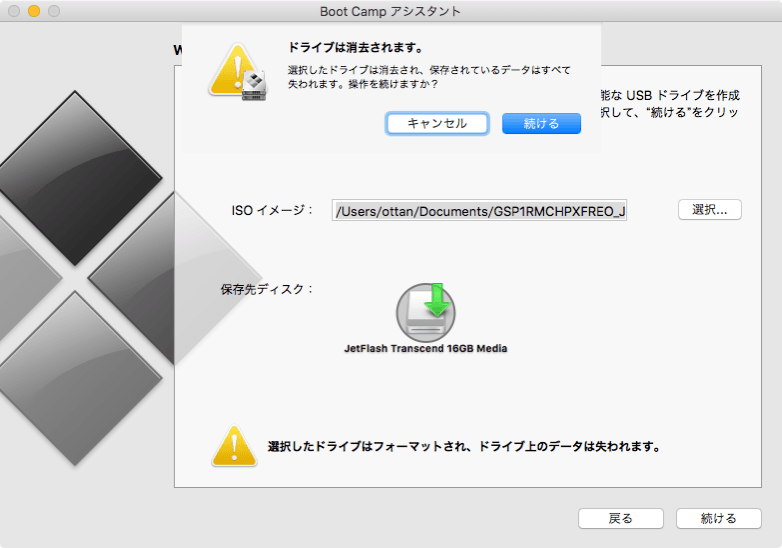 Boot Camp アシスタント
W
ドライブは消去されます。
選択したドライブは消去され、保存されているデータはすべて
失われます。操作を続けますか？
キャンセル
続ける
能な USB ドライブを作成
択して、“続ける”をクリッ
ISO イメージ：
/Users/ottan/Documents/GSP1RMCHPXFREO_J
選択...
保存先ディスク：
JetFlash Transcend 16GB Media
選択したドライブはフォーマットされ、ドライブ上のデータは失われます。
戻る
続ける